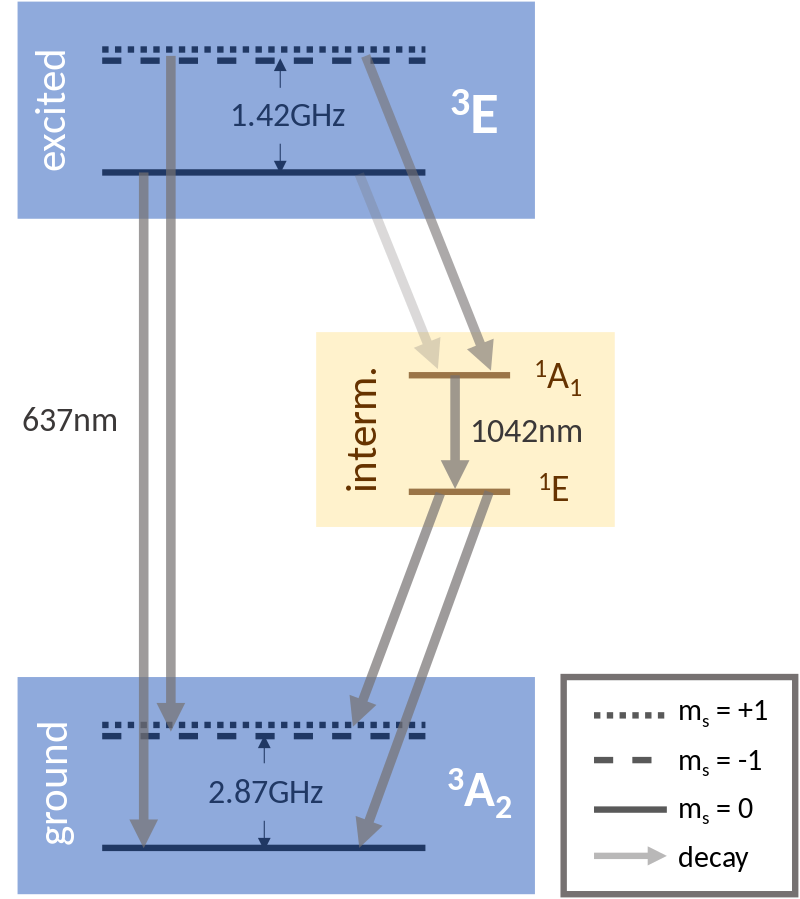 excited
1.42GHz
³E
637nm
interm.
¹A₁
1042nm
¹E
ground
2.87GHz
³A₂
mₛ = +1
mₛ = -1
mₛ = 0
decay